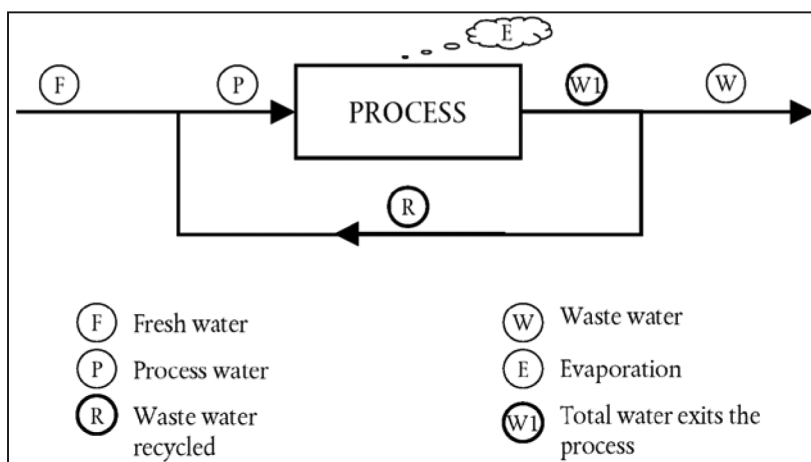 E
F
P
W1
W
PROCESS
R
F Fresh water
P Process water
R Waste water
recycled
W Waste water
E Evaporation
W1 Total water exits the
process